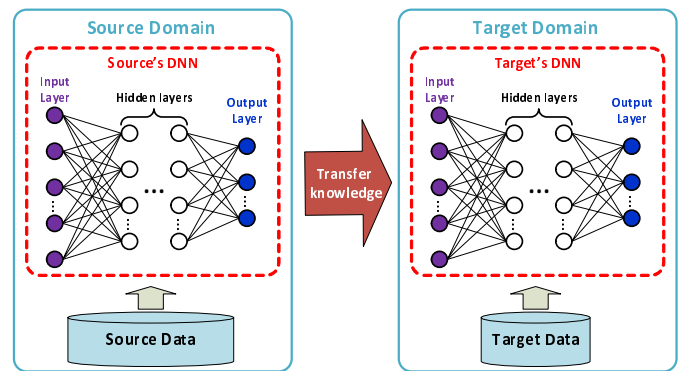 Source Domain
Source's DNN
Input
Layer
Hidden layers
Output
Layer
...
Source Data
Transfer
knowledge
Target Domain
Target's DNN
Input
Layer
Hidden layers
Output
Layer
...
Target Data